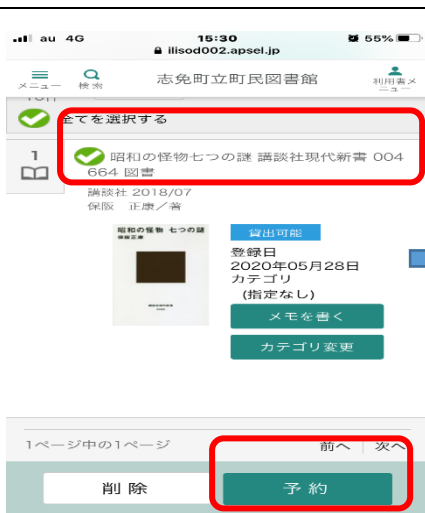 au 4G 15:30 55%
ilisod002.apsel.jp
メニュー 検索 志免町立町民図書館 利用者メニュー
全てを選択する
1 昭和の怪物七つの謎 講談社現代新書 004
664 図書
講談社 2018/07
保阪 正康／著
昭和の怪物 七つの謎
保阪正康
貸出可能
登録日
2020年05月28日
カテゴリ
(指定なし)
メモを書く
カテゴリ変更
1ページ中の1ページ 前へ 次へ
削除 予約